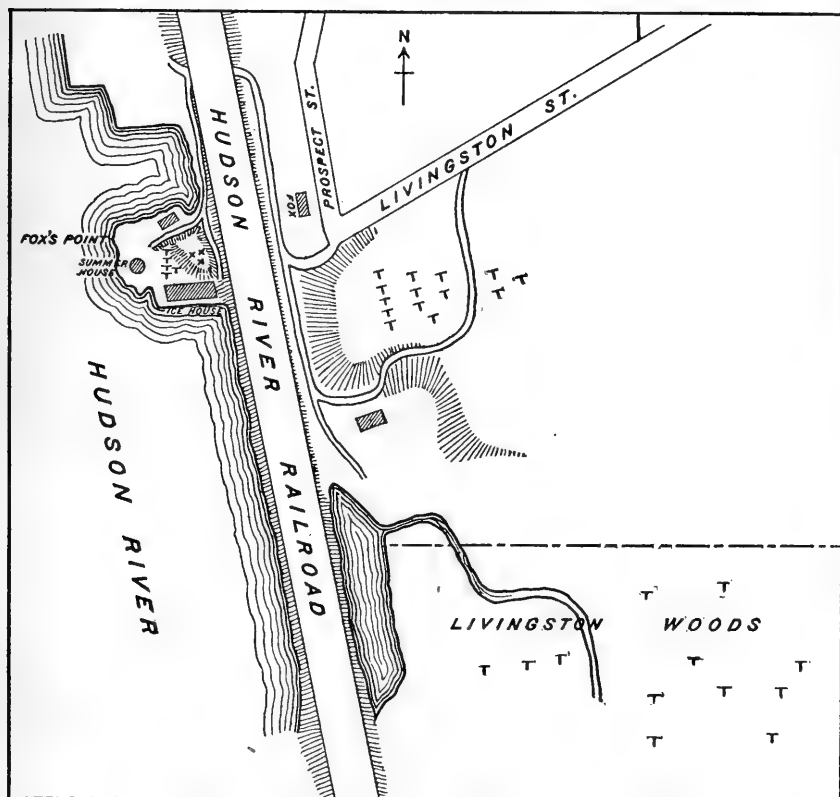 N
PROSPECT ST.
LIVINGSTON ST.
HUDSON RIVER RAILROAD
FOX
FOX'S POINT
SUMMER
HOUSE
ICE HOUSE
HUDSON RIVER
LIVINGSTON WOODS